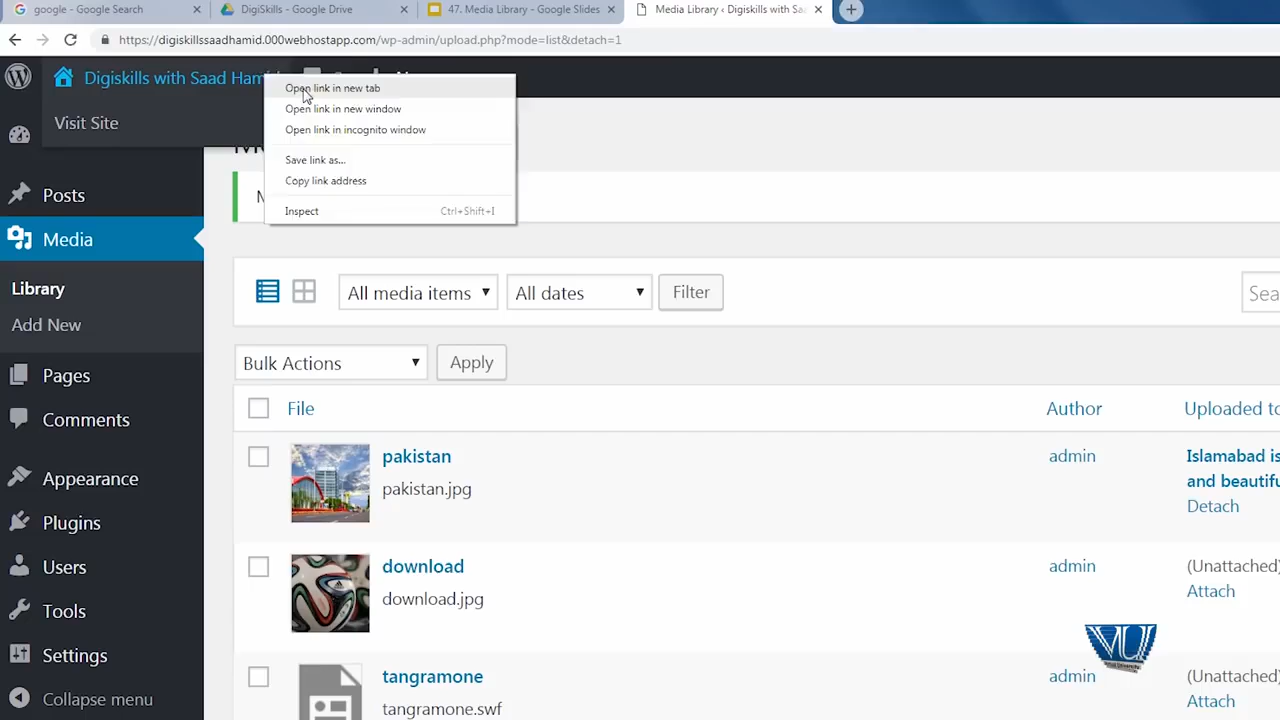 google - Google Search
DigiSkills - Google Drive
47. Media Library - Google Slides
Media Library ‹ Digiskills with Saa
https://digiskillssaadhamid.000webhostapp.com/wp-admin/upload.php?mode=list&detach=1
Digiskills with Saad Hami
Open link in new tab
Open link in new window
Visit Site
Open link in incognito window
Save link as...
Copy link address
Posts
Inspect Ctrl+Shift+I
Media
Library
All media items
All dates
Filter
Sea
Add New
Bulk Actions
Apply
Pages
File
Author
Uploaded to
Comments
pakistan
pakistan.jpg
admin
Islamabad is
and beautifu
Detach
Appearance
Plugins
download
download.jpg
admin
(Unattached)
Attach
Users
Tools
Settings
tangramone
tangramone.swf
admin
(Unattached)
Attach
Collapse menu
VU